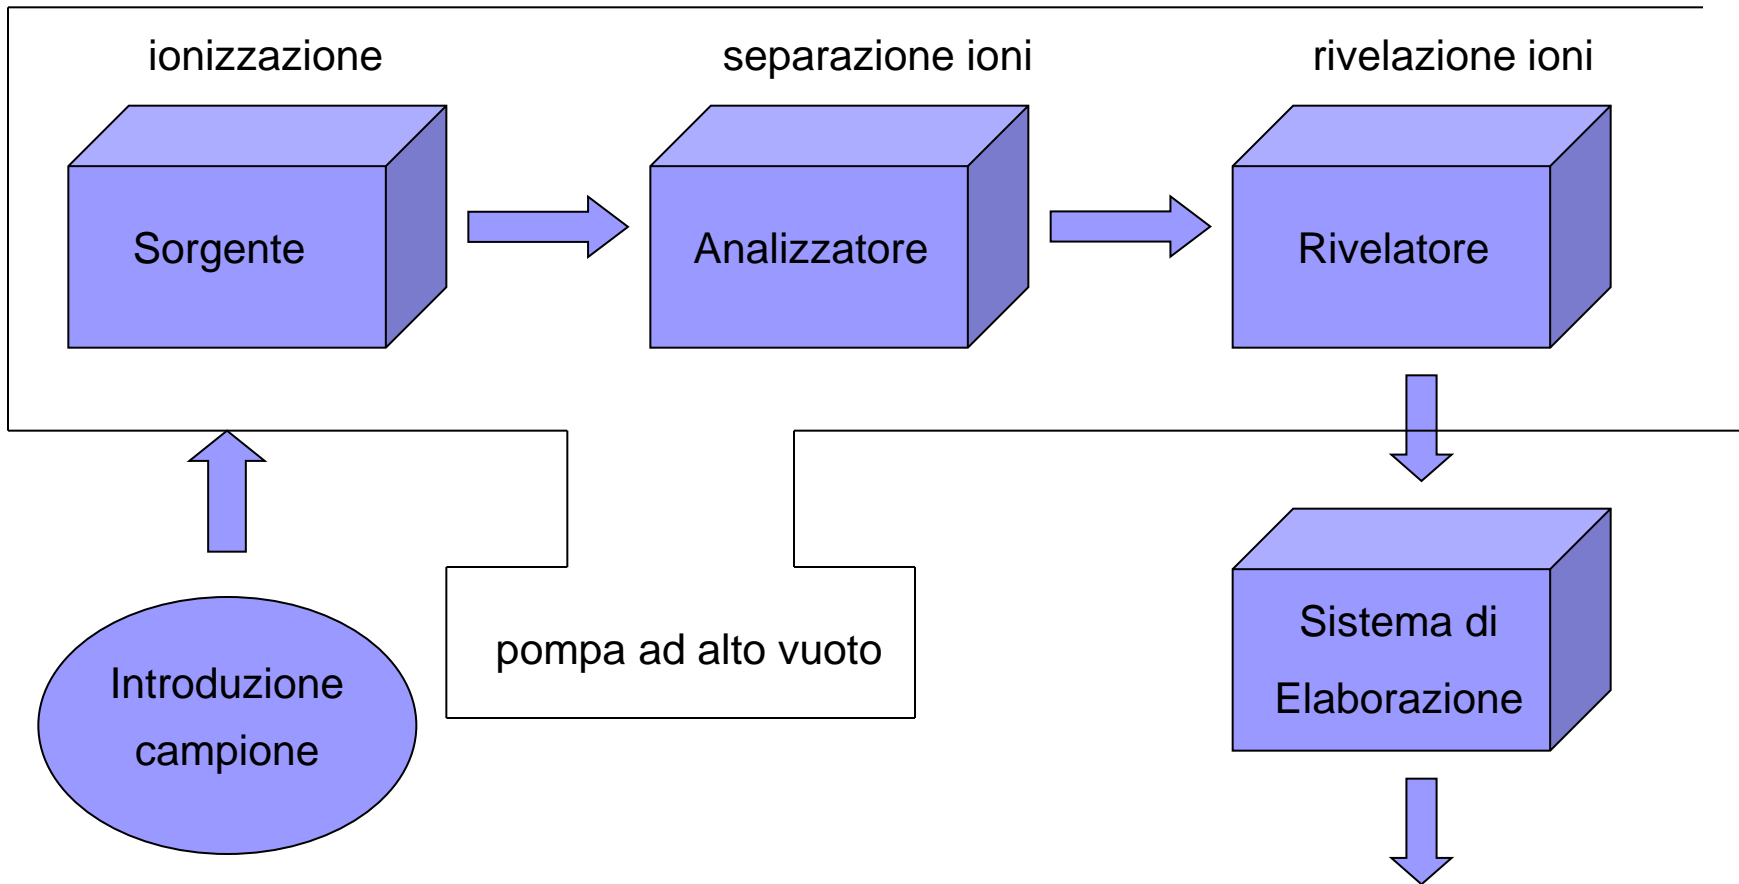 ionizzazione
separazione ioni
rivelazione ioni
Sorgente
Analizzatore
Rivelatore
Introduzione
campione
pompa ad alto vuoto
Sistema di
Elaborazione